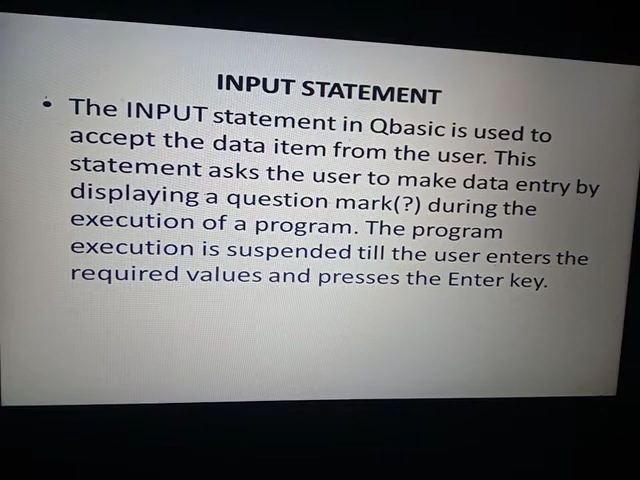 INPUT STATEMENT
• The INPUT statement in Qbasic is used to
accept the data item from the user. This
statement asks the user to make data entry by
displaying a question mark(?) during the
execution of a program. The program
execution is suspended till the user enters the
required values and presses the Enter key.